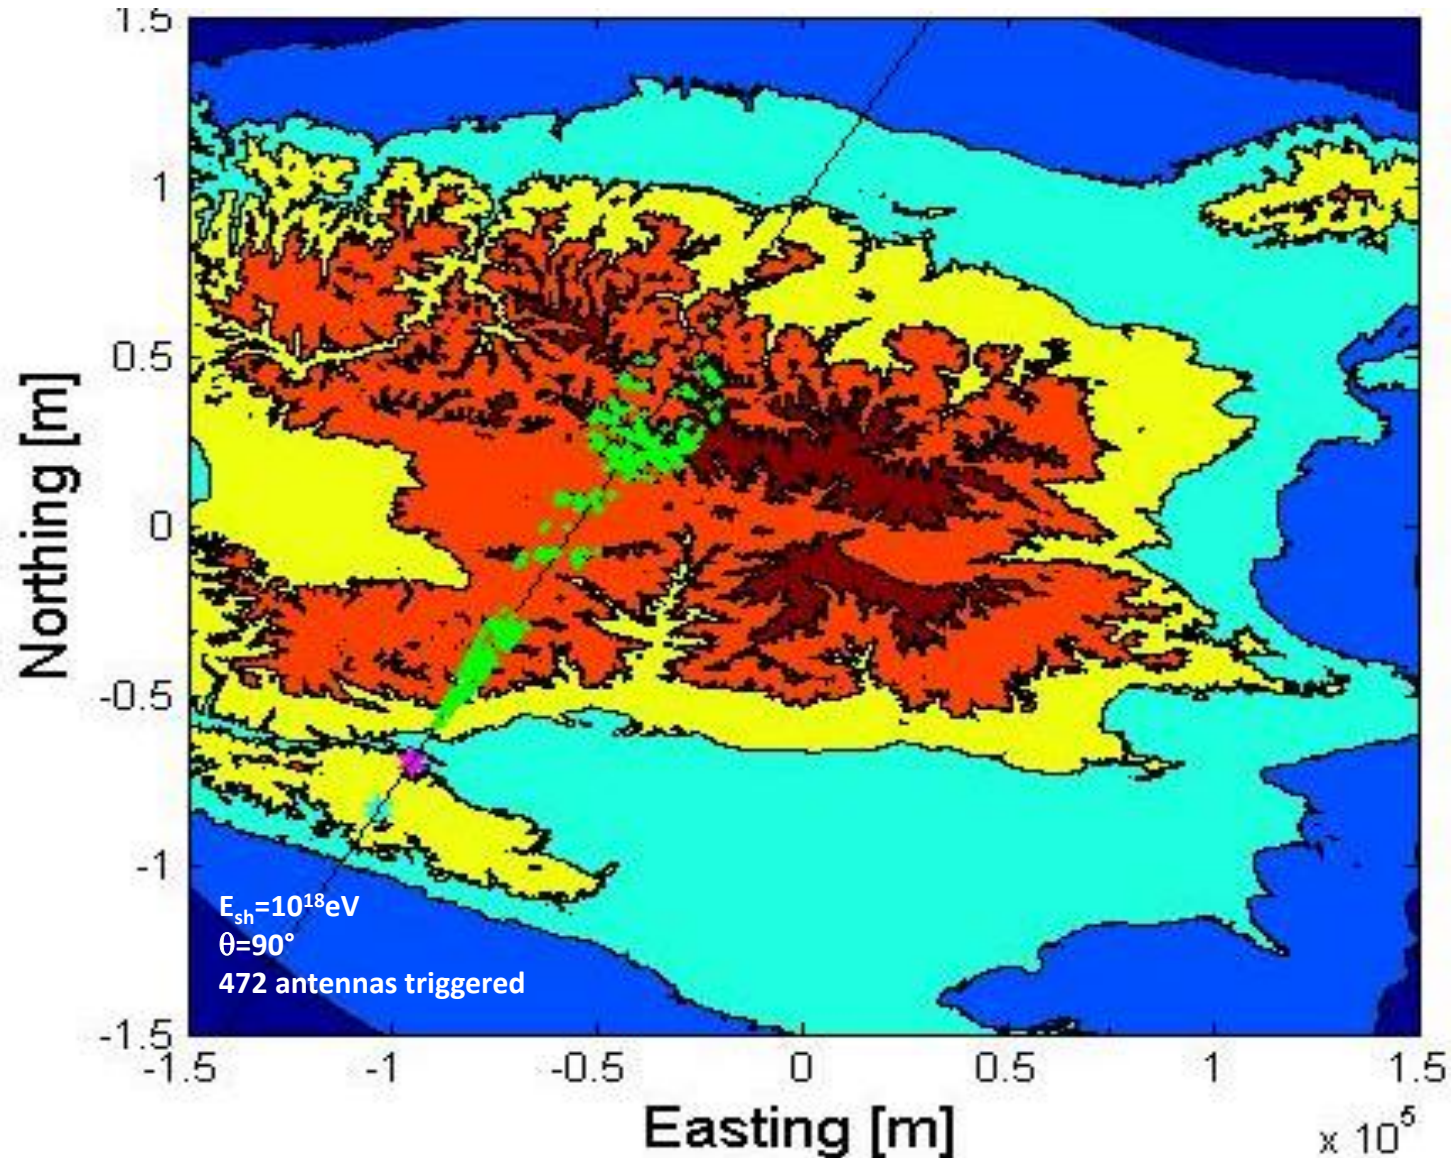 1.5
1
0.5
0
-0.5
-1
-1.5
Northing [m]
E_sh=10^18eV
θ=90°
472 antennas triggered
-1.5 -1 -0.5 0 0.5 1 1.5
Easting [m]
x 10^5